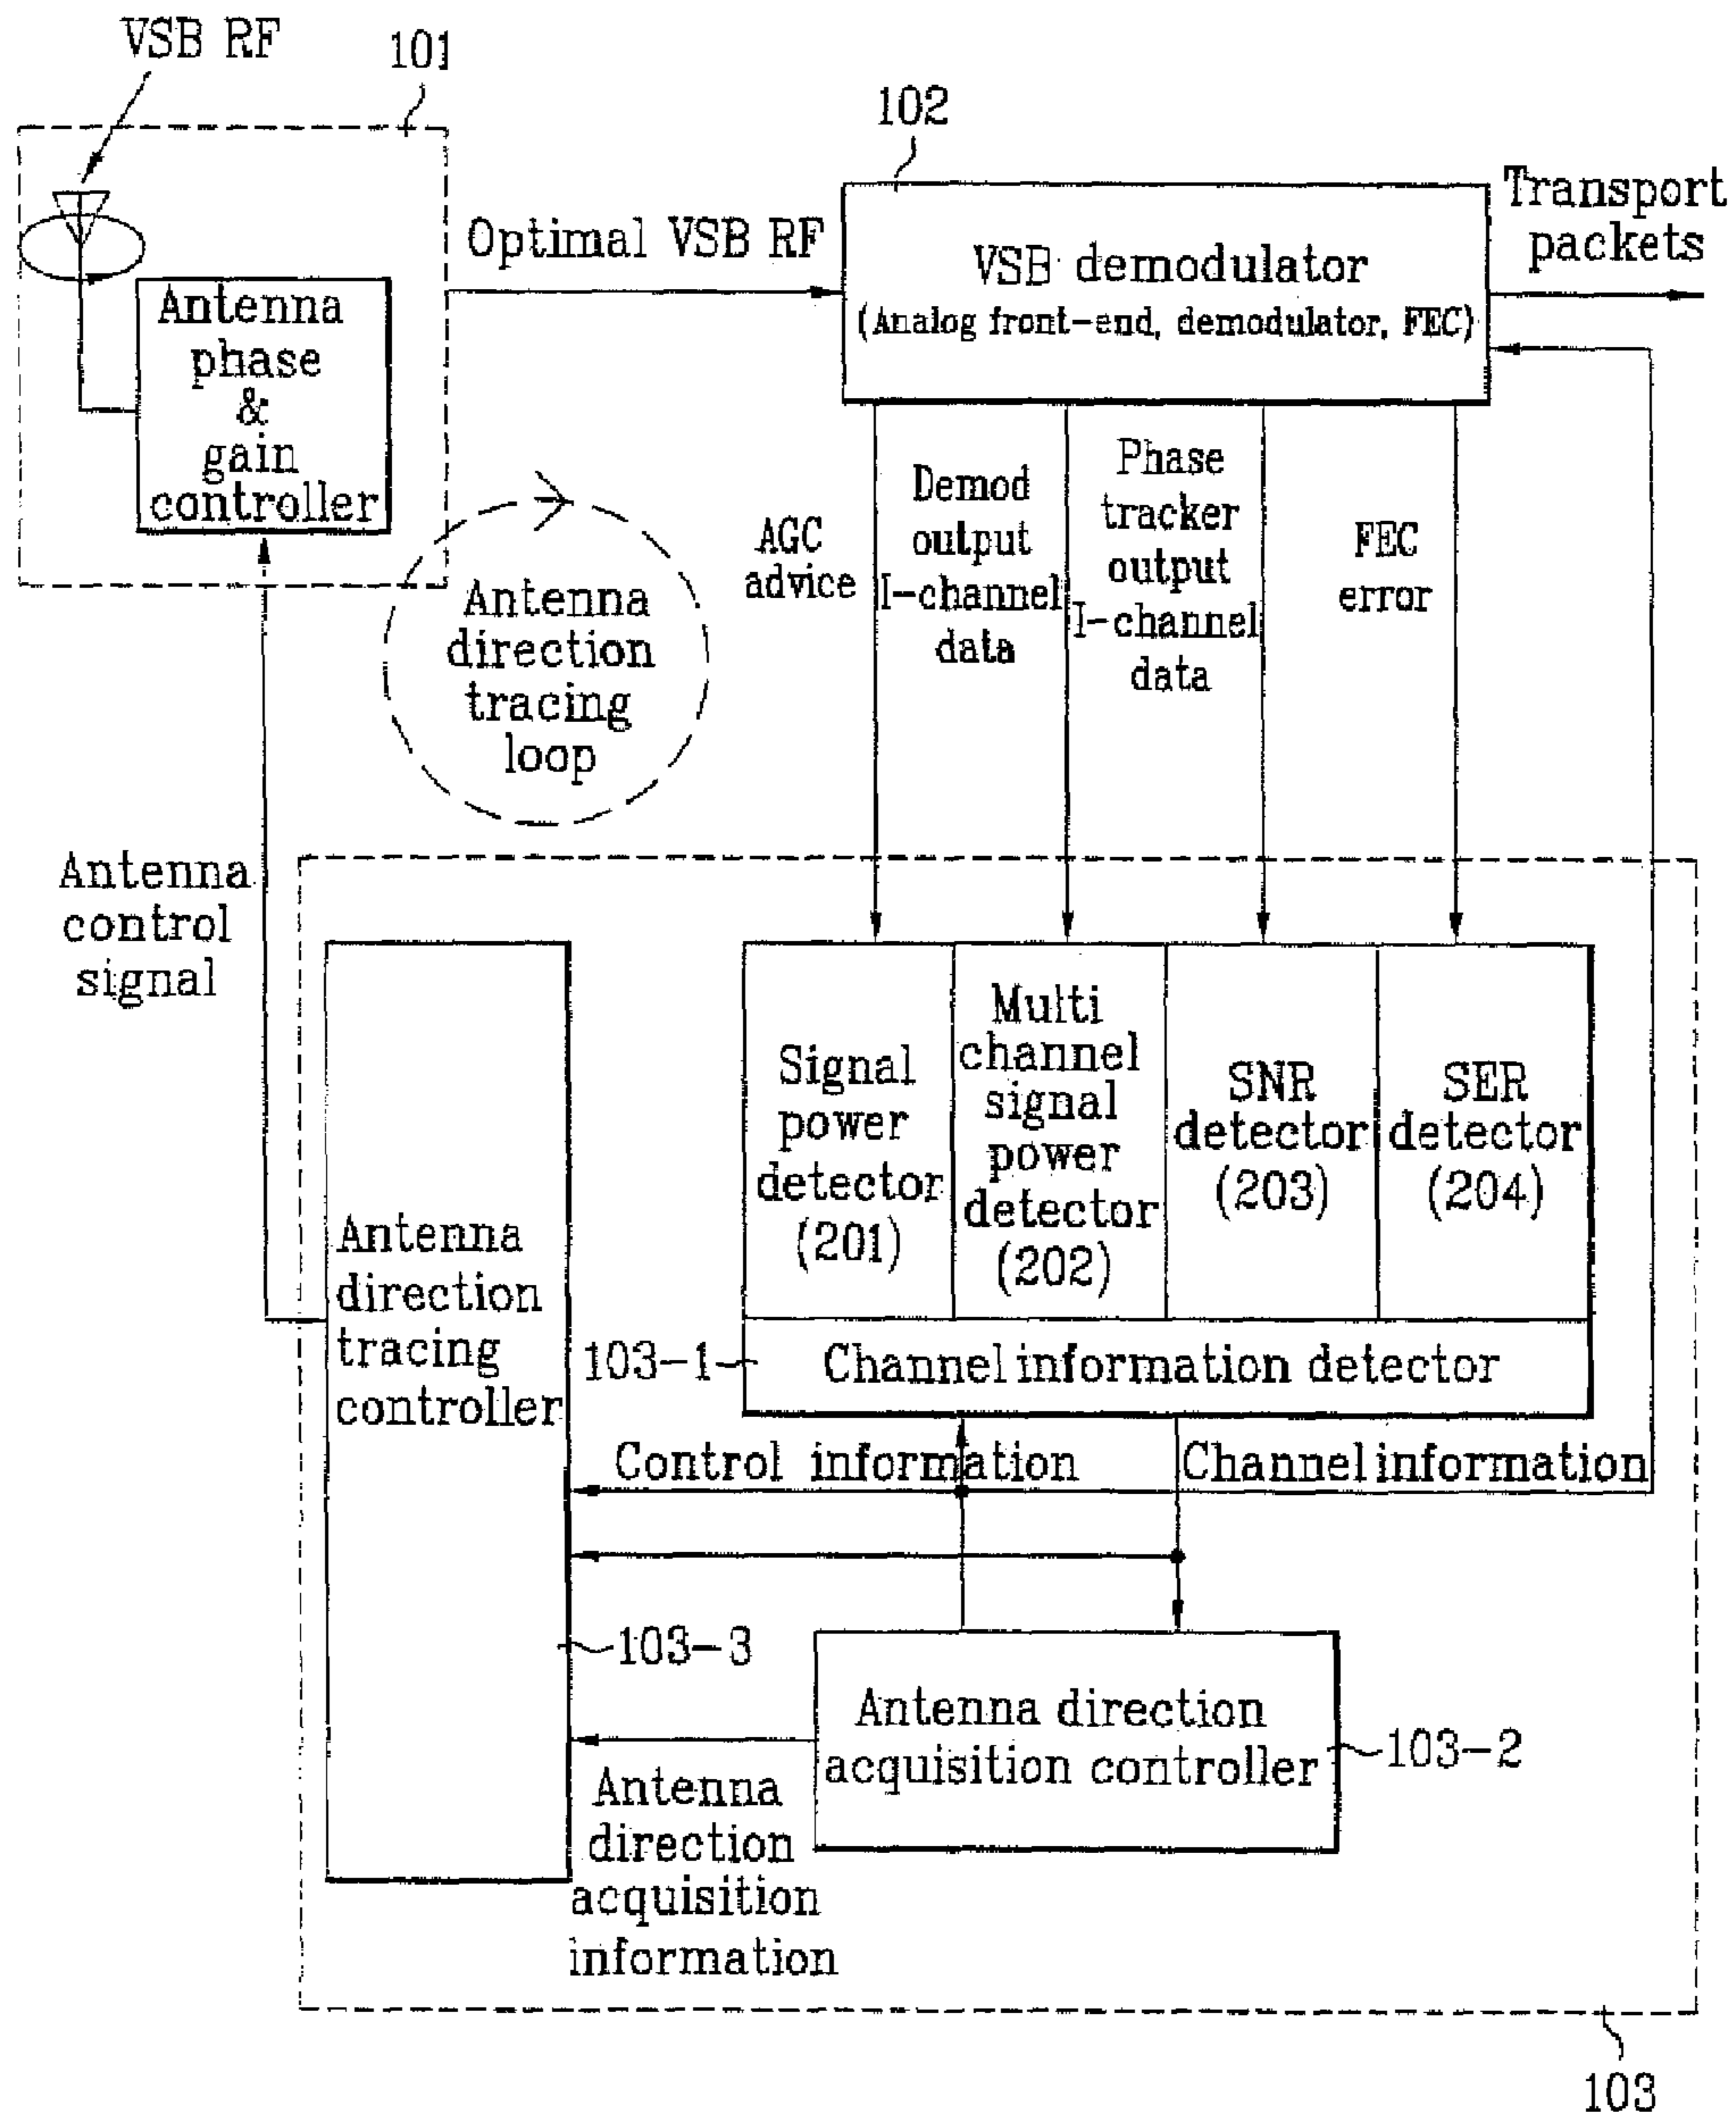 VSB RF
101
102
Optimal VSB RF
VSB demodulator
(Analog front-end, demodulator, FEC)
Transport
packets
Antenna
phase
&
gain
controller
Antenna
direction
tracing
loop
AGC
advice
Demod
output
I-channel
data
Phase
tracker
output
I-channel
data
FEC
error
Antenna
control
signal
Antenna
direction
tracing
controller
Signal
power
detector
(201)
Multi
channel
signal
power
detector
(202)
SNR
detector
(203)
SER
detector
(204)
103-1
Channel information detector
Control information
Channel information
103-3
Antenna direction
acquisition controller
103-2
Antenna
direction
acquisition
information
103